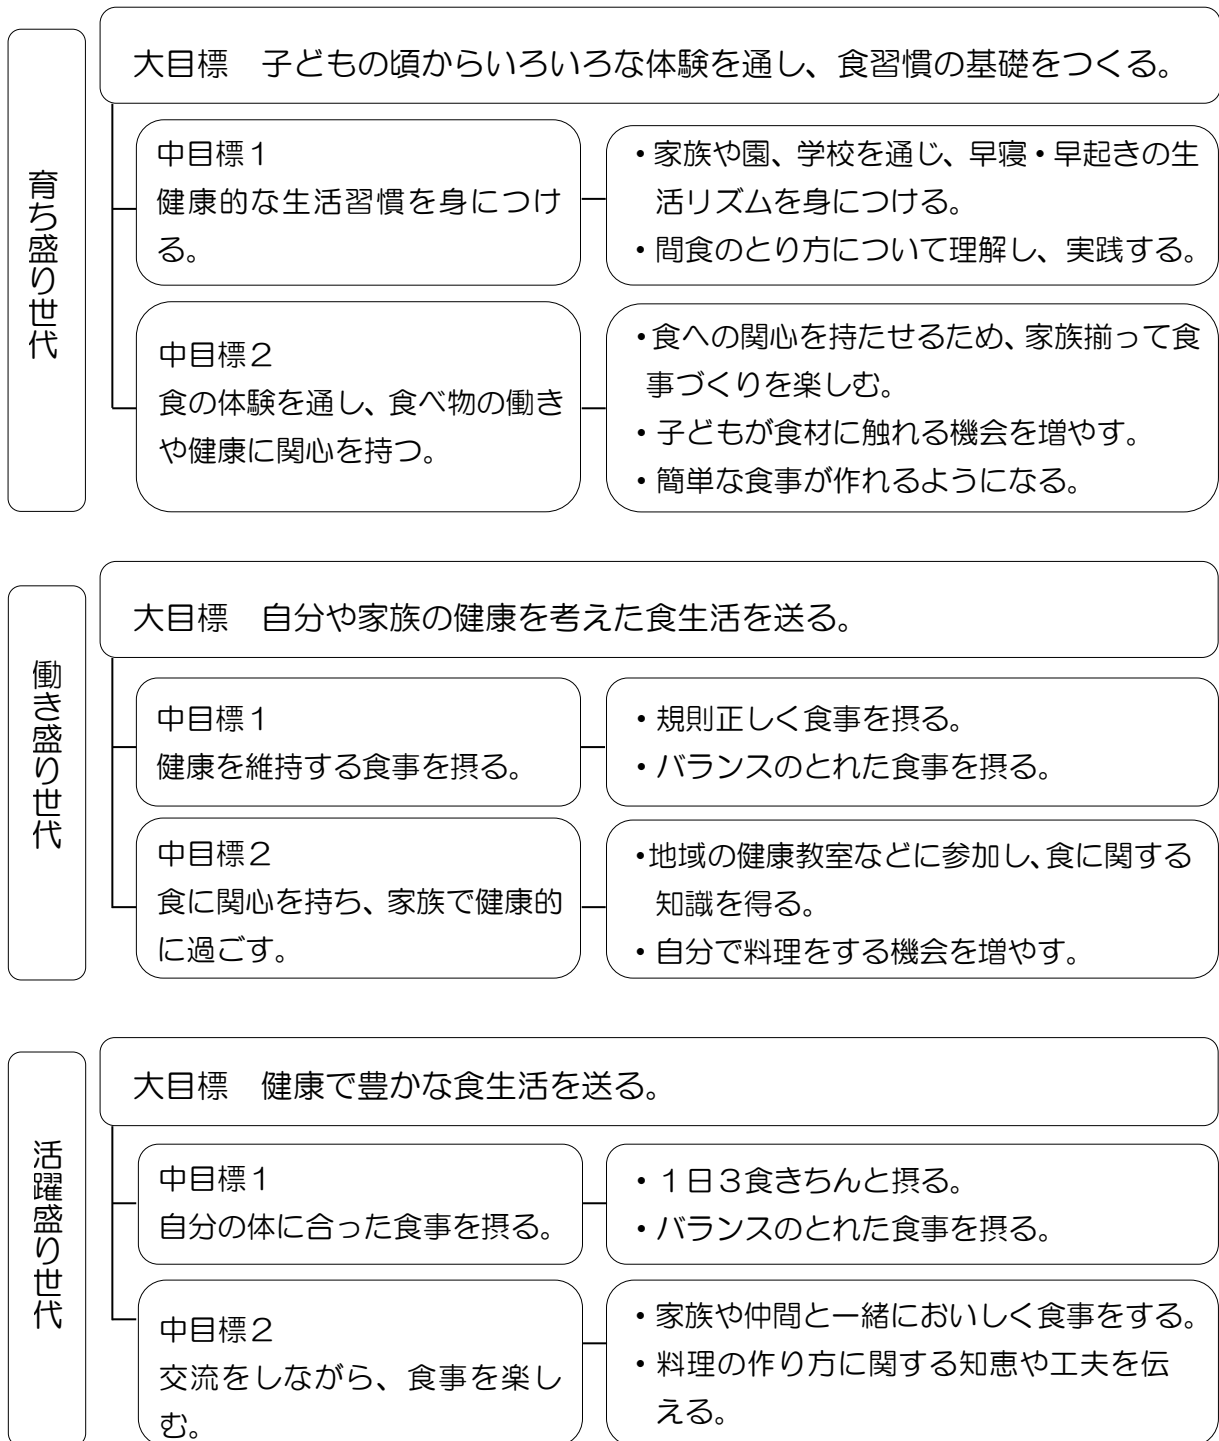 育ち盛り世代
大目標　子どもの頃からいろいろな体験を通し、食習慣の基礎をつくる。
中目標１
健康的な生活習慣を身につけ
る。
・家族や園、学校を通じ、早寝・早起きの生
活リズムを身につける。
・間食のとり方について理解し、実践する。
中目標２
食の体験を通し、食べ物の働き
や健康に関心を持つ。
・食への関心を持たせるため、家族揃って食
事づくりを楽しむ。
・子どもが食材に触れる機会を増やす。
・簡単な食事が作れるようになる。
働き盛り世代
大目標　自分や家族の健康を考えた食生活を送る。
中目標１
健康を維持する食事を摂る。
・規則正しく食事を摂る。
・バランスのとれた食事を摂る。
中目標２
食に関心を持ち、家族で健康的
に過ごす。
・地域の健康教室などに参加し、食に関する
知識を得る。
・自分で料理をする機会を増やす。
活躍盛り世代
大目標　健康で豊かな食生活を送る。
中目標１
自分の体に合った食事を摂る。
・１日３食きちんと摂る。
・バランスのとれた食事を摂る。
中目標２
交流をしながら、食事を楽し
む。
・家族や仲間と一緒においしく食事をする。
・料理の作り方に関する知恵や工夫を伝
える。